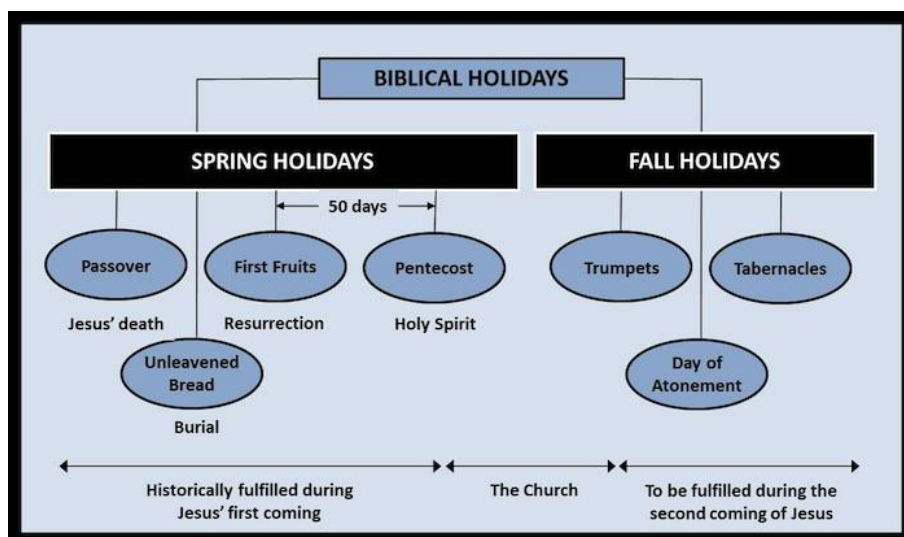 BIBLICAL HOLIDAYS
SPRING HOLIDAYS
FALL HOLIDAYS
50 days
Passover
First Fruits
Pentecost
Trumpets
Tabernacles
Jesus' death
Resurrection
Holy Spirit
Unleavened
Bread
Day of
Atonement
Burial
Historically fulfilled during
Jesus' first coming
The Church
To be fulfilled during the
second coming of Jesus